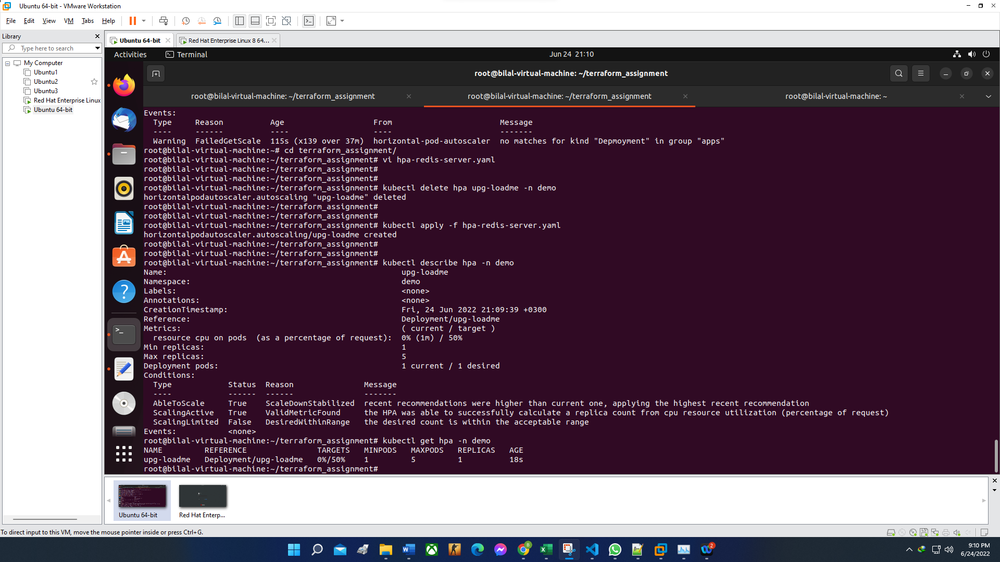 Ubuntu 64-bit - VMware Workstation
File Edit View VM Tabs Help
Library
Type here to search
My Computer
Ubuntu1
Ubuntu2
Ubuntu3
Red Hat Enterprise Linux
Ubuntu 64-bit
Ubuntu 64-bit
Red Hat Enterprise Linux 8 64...
Activities Terminal Jun 24 21:10
root@bilal-virtual-machine: ~/terraform_assignment
root@bilal-virtual-machine: ~/terraform_assignment root@bilal-virtual-machine: ~/terraform_assignment root@bilal-virtual-machine: ~
Events:
Type Reason Age From Message
---- ------ ---- ---- -------
Warning FailedGetScale 115s (x139 over 37m) horizontal-pod-autoscaler no matches for kind "Depmoyment" in group "apps"
root@bilal-virtual-machine:~# cd terraform_assignment/
root@bilal-virtual-machine:~/terraform_assignment# vi hpa-redis-server.yaml
root@bilal-virtual-machine:~/terraform_assignment#
root@bilal-virtual-machine:~/terraform_assignment#
root@bilal-virtual-machine:~/terraform_assignment# kubectl delete hpa upg-loadme -n demo
horizontalpodautoscaler.autoscaling "upg-loadme" deleted
root@bilal-virtual-machine:~/terraform_assignment#
root@bilal-virtual-machine:~/terraform_assignment#
root@bilal-virtual-machine:~/terraform_assignment# kubectl apply -f hpa-redis-server.yaml
horizontalpodautoscaler.autoscaling/upg-loadme created
root@bilal-virtual-machine:~/terraform_assignment#
root@bilal-virtual-machine:~/terraform_assignment#
root@bilal-virtual-machine:~/terraform_assignment# kubectl describe hpa -n demo
Name: upg-loadme
Namespace: demo
Labels: <none>
Annotations: <none>
CreationTimestamp: Fri, 24 Jun 2022 21:09:39 +0300
Reference: Deployment/upg-loadme
Metrics: ( current / target )
resource cpu on pods (as a percentage of request): 0% (1m) / 50%
Min replicas: 1
Max replicas: 5
Deployment pods: 1 current / 1 desired
Conditions:
Type Status Reason Message
---- ------ ------ -------
AbleToScale True ScaleDownStabilized recent recommendations were higher than current one, applying the highest recent recommendation
ScalingActive True ValidMetricFound the HPA was able to successfully calculate a replica count from cpu resource utilization (percentage of request)
ScalingLimited False DesiredWithinRange the desired count is within the acceptable range
Events: <none>
root@bilal-virtual-machine:~/terraform_assignment# kubectl get hpa -n demo
NAME REFERENCE TARGETS MINPODS MAXPODS REPLICAS AGE
upg-loadme Deployment/upg-loadme 0%/50% 1 5 1 18s
root@bilal-virtual-machine:~/terraform_assignment#
Ubuntu 64-bit
Red Hat Enterp...
To direct input to this VM, move the mouse pointer inside or press Ctrl+G.
9:10 PM
6/24/2022